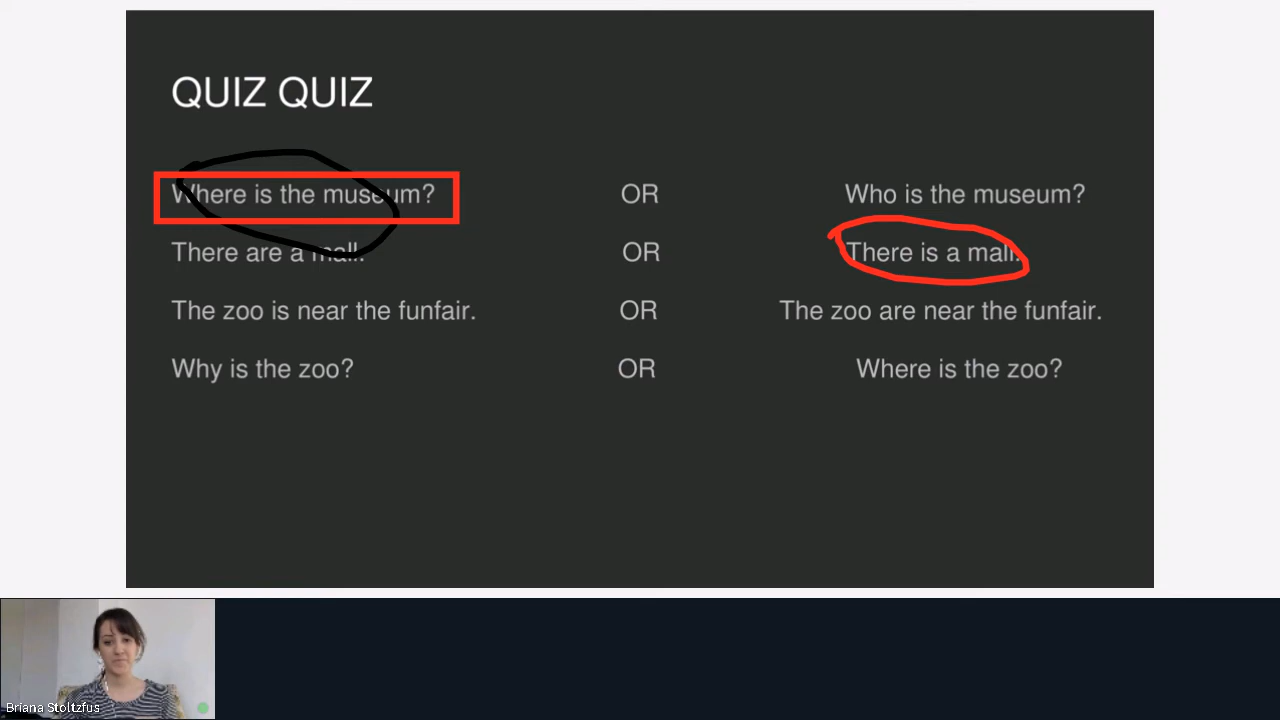 QUIZ QUIZ
Where is the museum? OR Who is the museum?
There are a mall. OR There is a mall.
The zoo is near the funfair. OR The zoo are near the funfair.
Why is the zoo? OR Where is the zoo?
Briana Stoltzfus